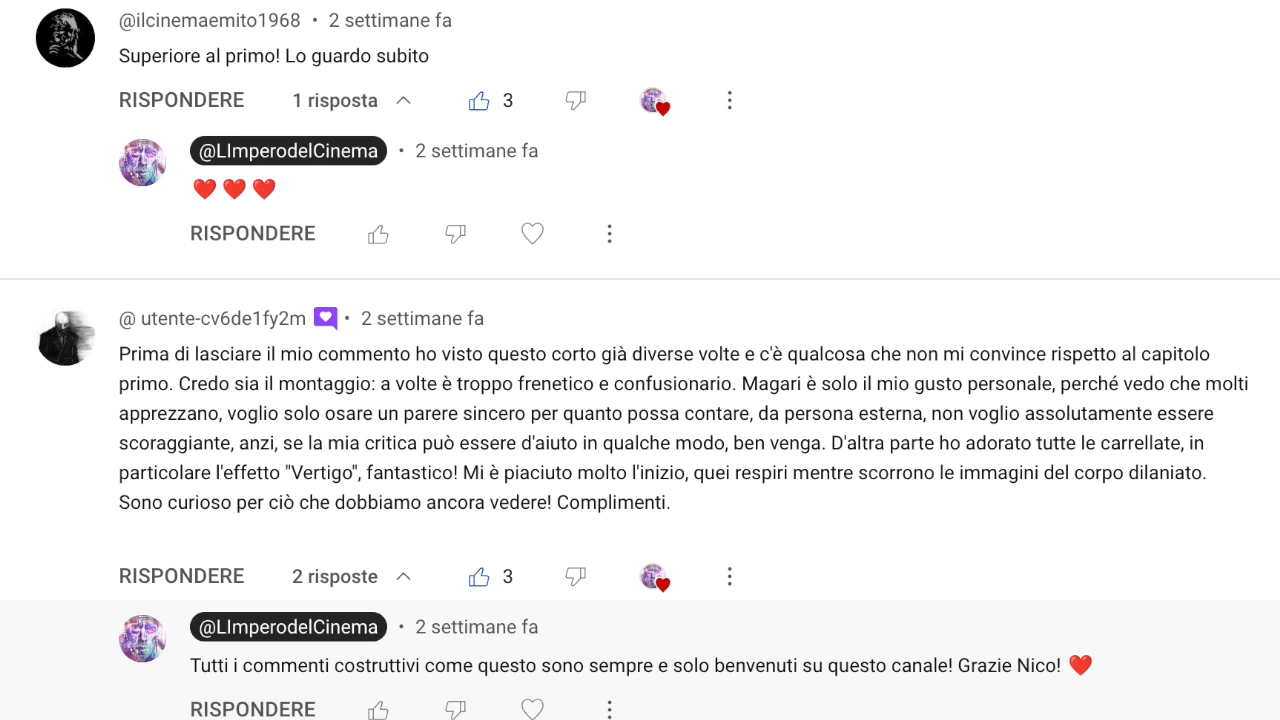 @ilcinemaemito1968 • 2 settimane fa
Superiore al primo! Lo guardo subito
RISPONDERE 1 risposta 3
@LImperodelCinema • 2 settimane fa
❤️ ❤️ ❤️
RISPONDERE
@ utente-cv6de1fy2m • 2 settimane fa
Prima di lasciare il mio commento ho visto questo corto già diverse volte e c'è qualcosa che non mi convince rispetto al capitolo
primo. Credo sia il montaggio: a volte è troppo frenetico e confusionario. Magari è solo il mio gusto personale, perché vedo che molti
apprezzano, voglio solo osare un parere sincero per quanto possa contare, da persona esterna, non voglio assolutamente essere
scoraggiante, anzi, se la mia critica può essere d'aiuto in qualche modo, ben venga. D'altra parte ho adorato tutte le carrellate, in
particolare l'effetto "Vertigo", fantastico! Mi è piaciuto molto l'inizio, quei respiri mentre scorrono le immagini del corpo dilaniato.
Sono curioso per ciò che dobbiamo ancora vedere! Complimenti.
RISPONDERE 2 risposte 3
@LImperodelCinema • 2 settimane fa
Tutti i commenti costruttivi come questo sono sempre e solo benvenuti su questo canale! Grazie Nico! ❤️
RISPONDERE